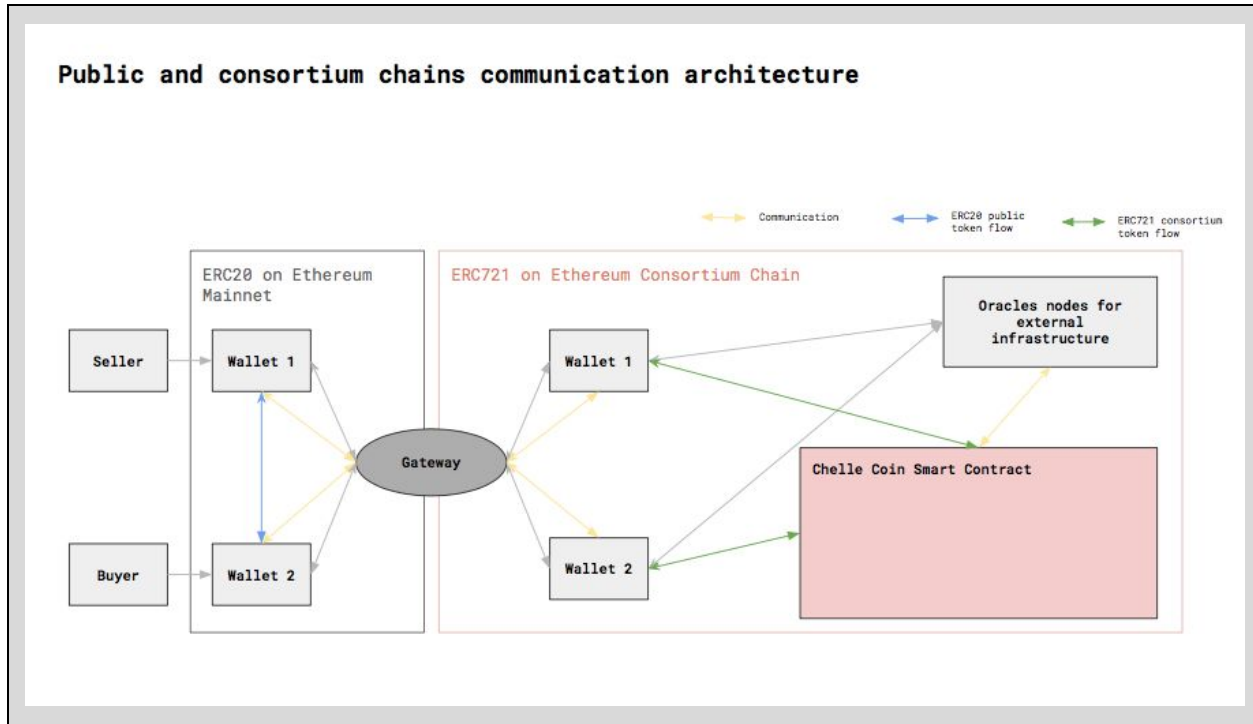 Public and consortium chains communication architecture
Communication
ERC20 public
token flow
ERC721 consortium
token flow
ERC20 on Ethereum
Mainnet
ERC721 on Ethereum Consortium Chain
Oracles nodes for
external
infrastructure
Seller
Wallet 1
Wallet 1
Gateway
Chelle Coin Smart Contract
Buyer
Wallet 2
Wallet 2